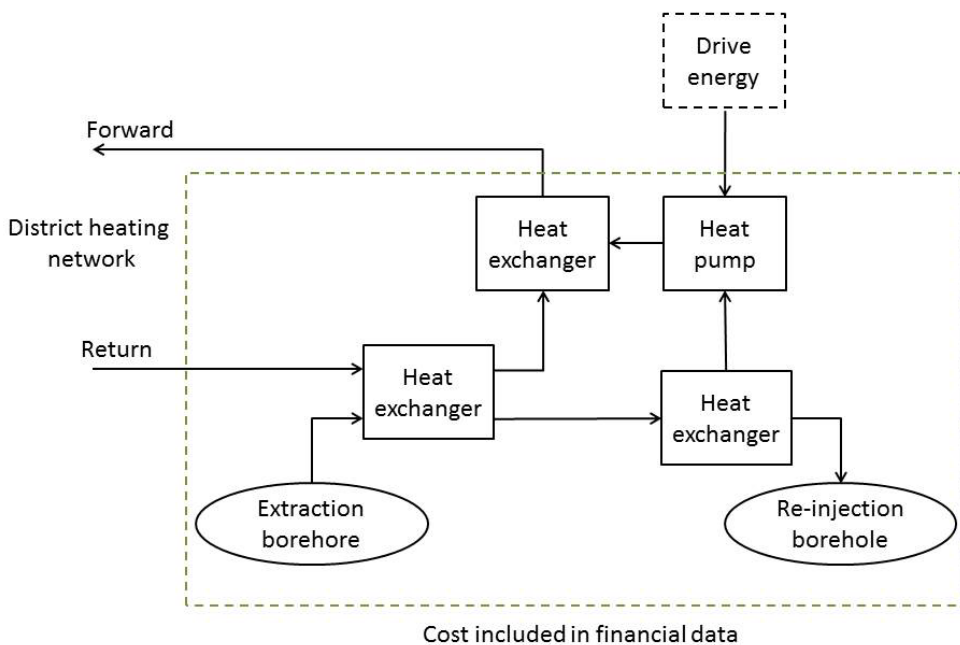 Drive
energy
Forward
District heating
network
Heat
exchanger
Heat
pump
Return
Heat
exchanger
Heat
exchanger
Extraction
borehore
Re-injection
borehole
Cost included in financial data